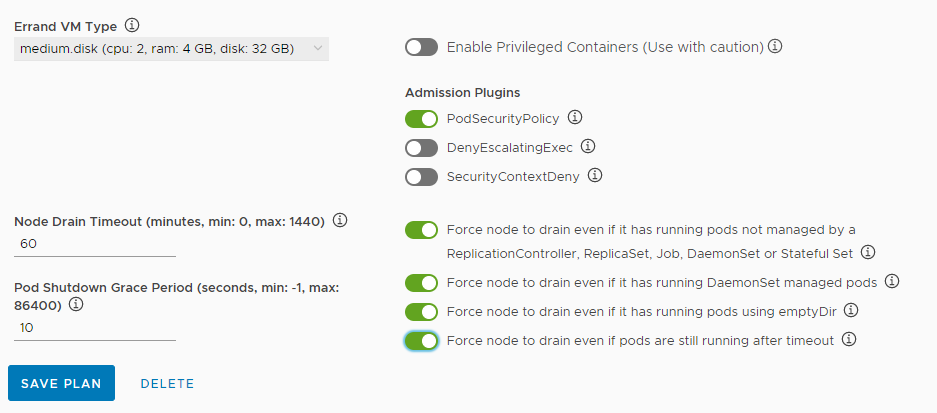 Errand VM Type
medium.disk (cpu: 2, ram: 4 GB, disk: 32 GB)
Enable Privileged Containers (Use with caution)
Admission Plugins
PodSecurityPolicy
DenyEscalatingExec
SecurityContextDeny
Node Drain Timeout (minutes, min: 0, max: 1440)
60
Force node to drain even if it has running pods not managed by a
ReplicationController, ReplicaSet, Job, DaemonSet or Stateful Set
Pod Shutdown Grace Period (seconds, min: -1, max:
86400)
10
Force node to drain even if it has running DaemonSet managed pods
Force node to drain even if it has running pods using emptyDir
Force node to drain even if pods are still running after timeout
SAVE PLAN
DELETE